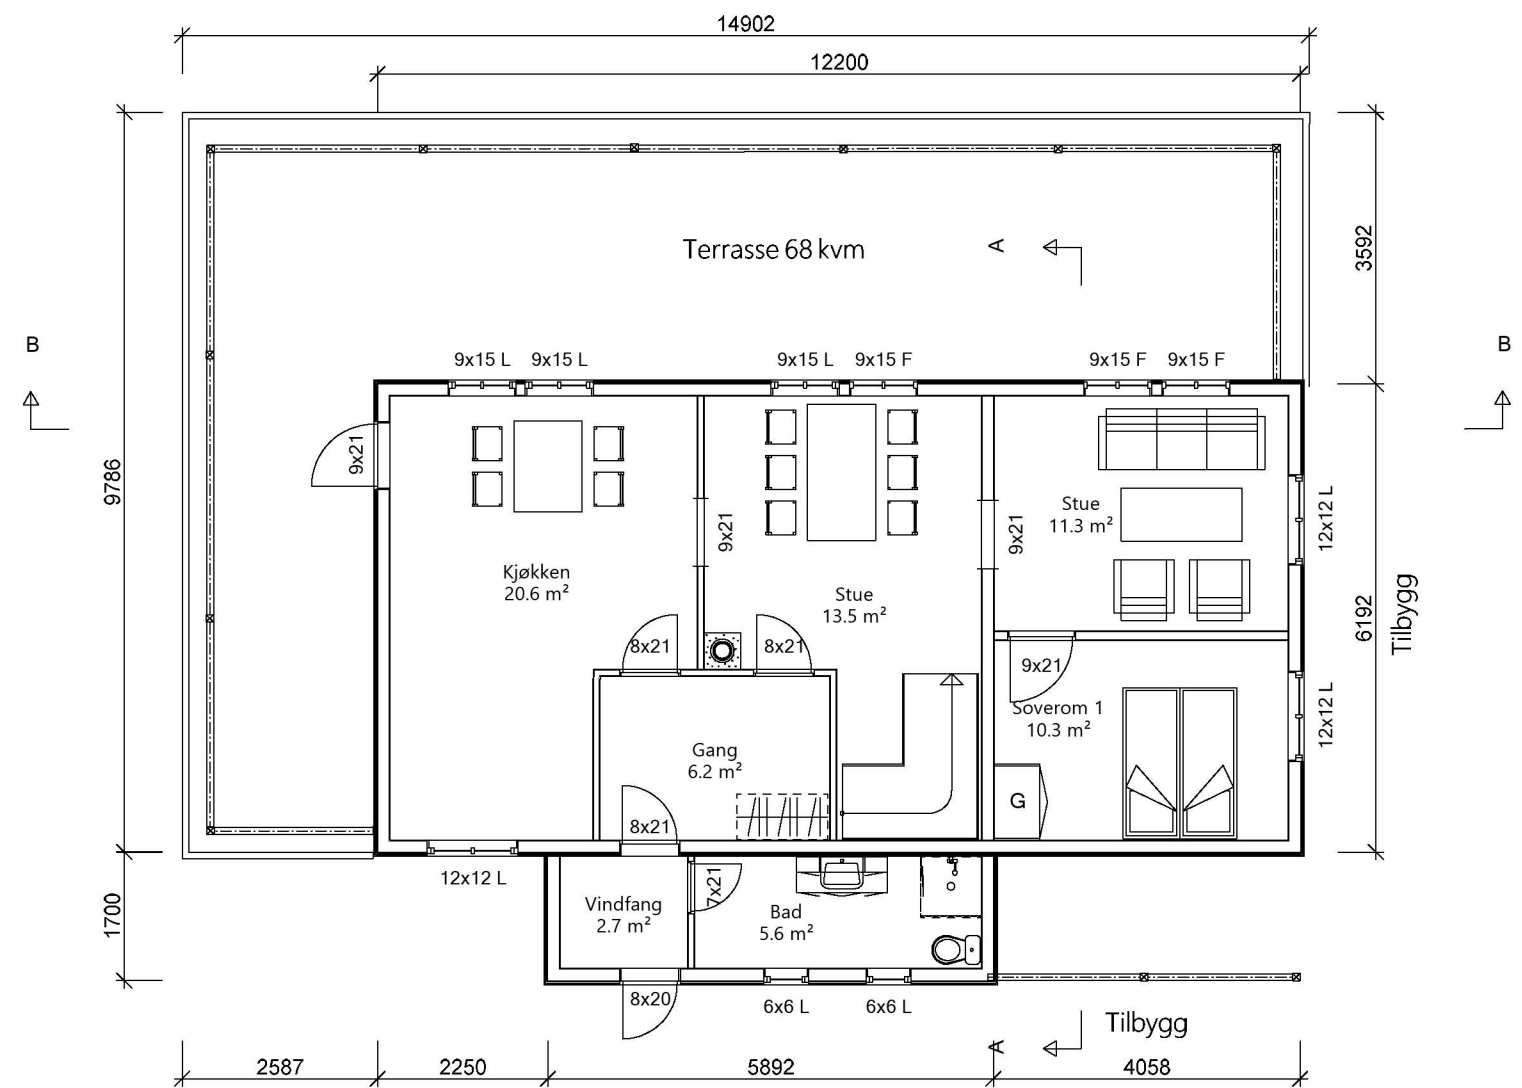 14902
12200
Terrasse 68 kvm
A
3592
B
B
9x15 L
9x15 L
9x15 L
9x15 F
9x15 F
9x15 F
9x21
9786
9x21
9x21
Stue
11.3 m²
12x12 L
Kjøkken
20.6 m²
Stue
13.5 m²
6192
Tilbygg
8x21
8x21
9x21
Soverom 1
10.3 m²
12x12 L
Gang
6.2 m²
G
8x21
12x12 L
1700
Vindfang
2.7 m²
7x21
Bad
5.6 m²
8x20
6x6 L
6x6 L
A
Tilbygg
2587
2250
5892
4058